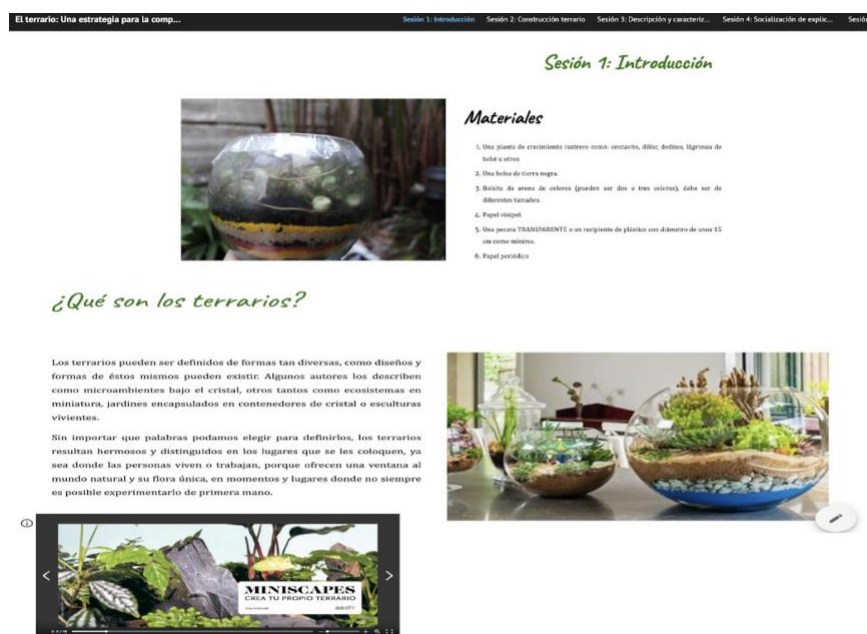 El terrario: Una estrategia para la comp...
Sesión 1: Introducción
Sesión 2: Construcción terrario
Sesión 3: Descripción y caracteriz...
Sesión 4: Socialización de explic...
Sesión
Sesión 1: Introducción
Materiales
1. Una planta de crecimiento rastrero como: centavito, dólar, deditos, lágrimas de
bebé u otros
2. Una bolsa de tierra negra.
3. Bolsita de arena de colores (pueden ser dos o tres colores), debe ser de
diferentes tamaños.
4. Papel vinipel
5. Una pecera TRANSPARENTE o un recipiente de plástico con diámetro de unos 15
cm como mínimo.
6. Papel periódico
¿Qué son los terrarios?
Los terrarios pueden ser definidos de formas tan diversas, como diseños y
formas de éstos mismos pueden existir. Algunos autores los describen
como microambientes bajo el cristal, otros tantos como ecosistemas en
miniatura, jardines encapsulados en contenedores de cristal o esculturas
vivientes.
Sin importar que palabras podamos elegir para definirlos, los terrarios
resultan hermosos y distinguidos en los lugares que se les coloquen, ya
sea donde las personas viven o trabajan, porque ofrecen una ventana al
mundo natural y su flora única, en momentos y lugares donde no siempre
es posible experimentarlo de primera mano.
MINISCAPES
CREA TU PROPIO TERRARIO